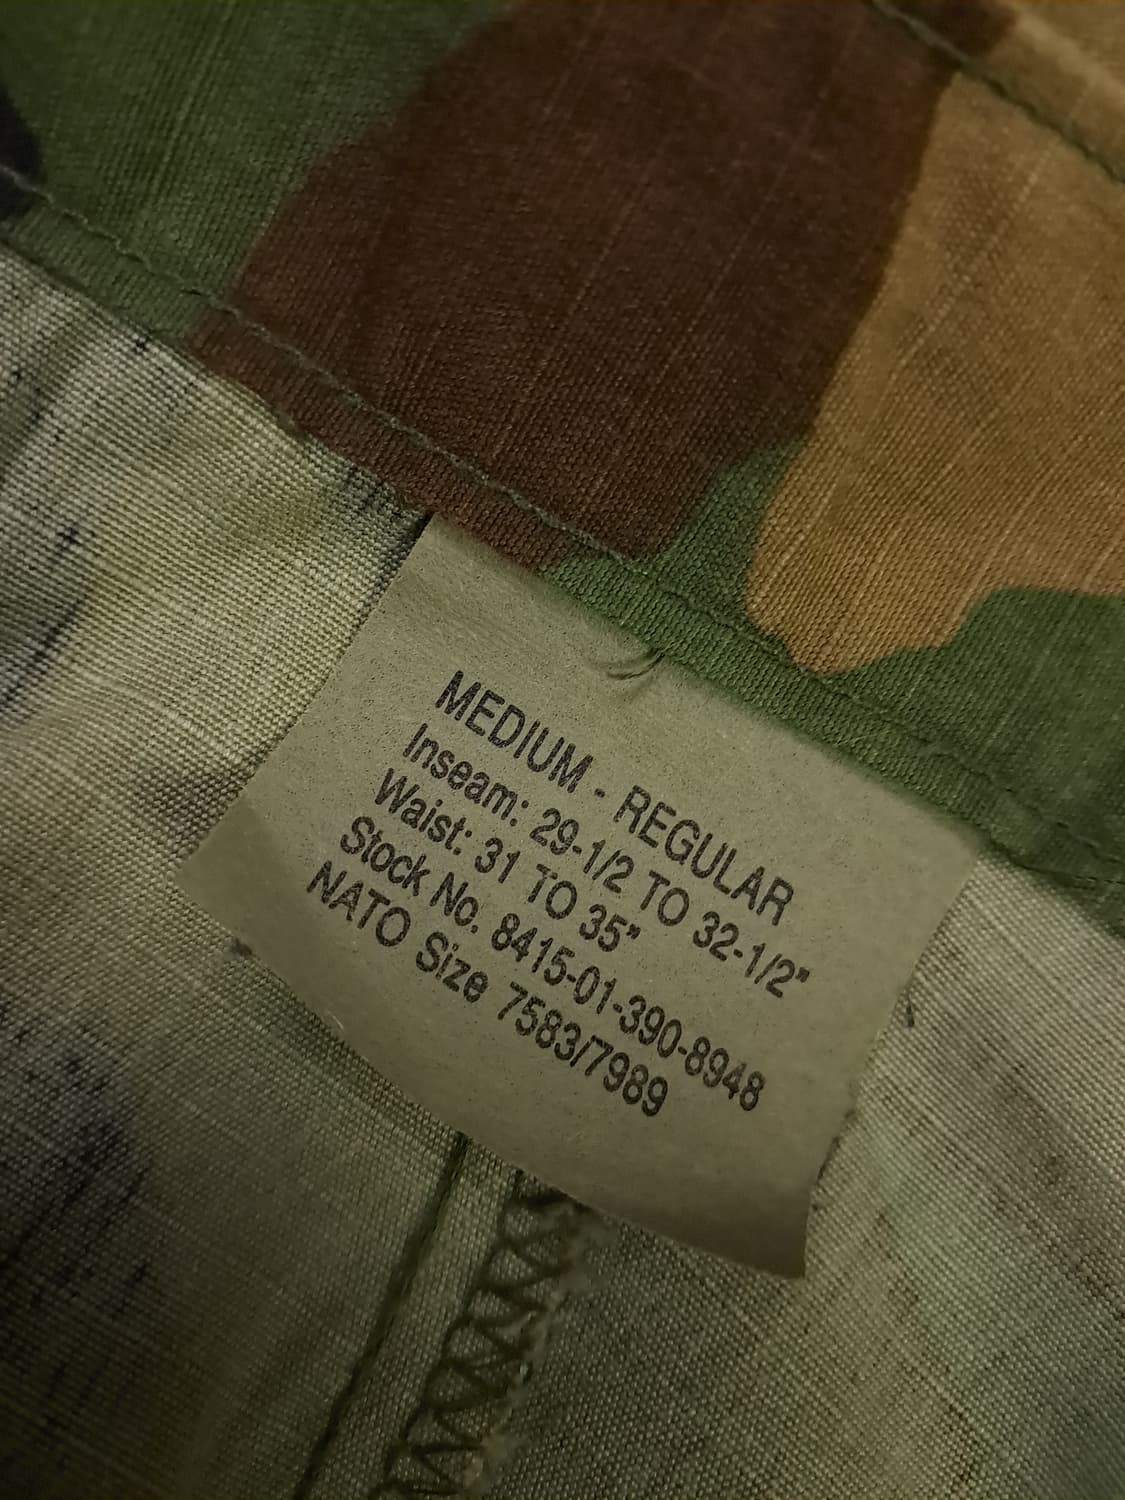 MEDIUM - REGULAR
Inseam: 29-1/2 TO 32-1/2"
Waist: 31 TO 35"
Stock No. 8415-01-390-8948
NATO Size 7583/7989